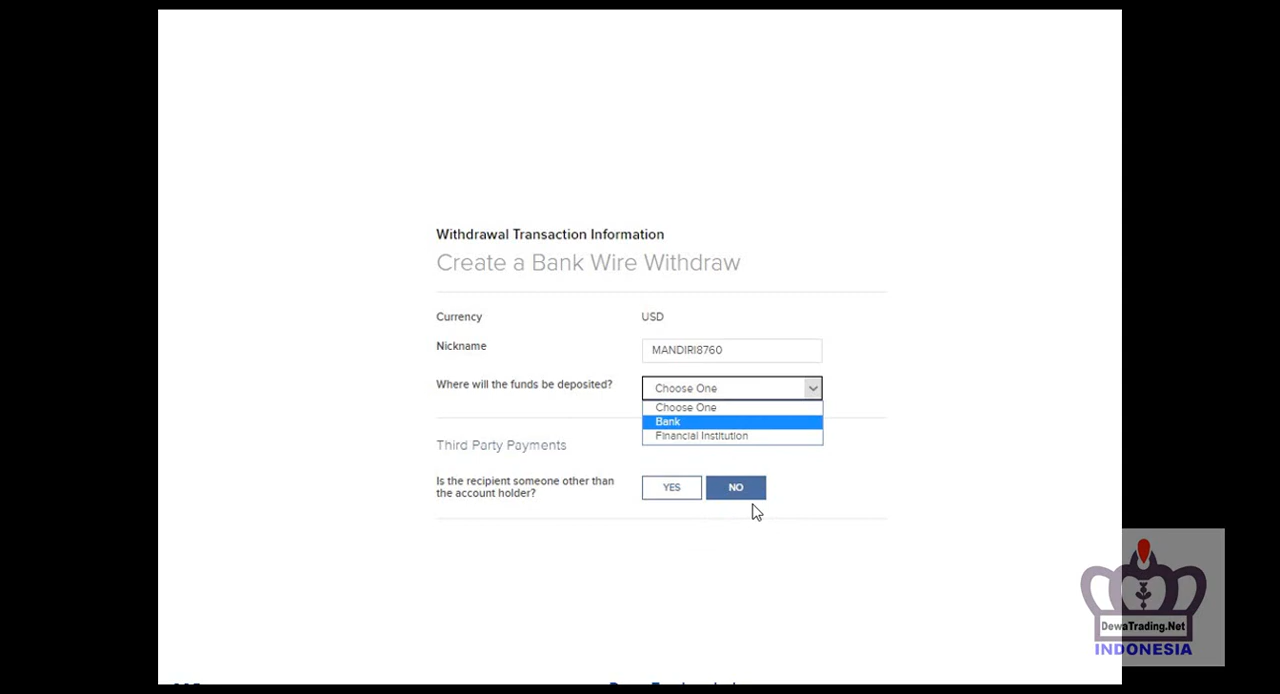 Withdrawal Transaction Information
Create a Bank Wire Withdraw
Currency USD
Nickname MANDIRI8760
Where will the funds be deposited? Choose One
Choose One
Bank
Financial Institution
Third Party Payments
Is the recipient someone other than
the account holder?
YES NO
DewaTrading.Net
INDONESIA